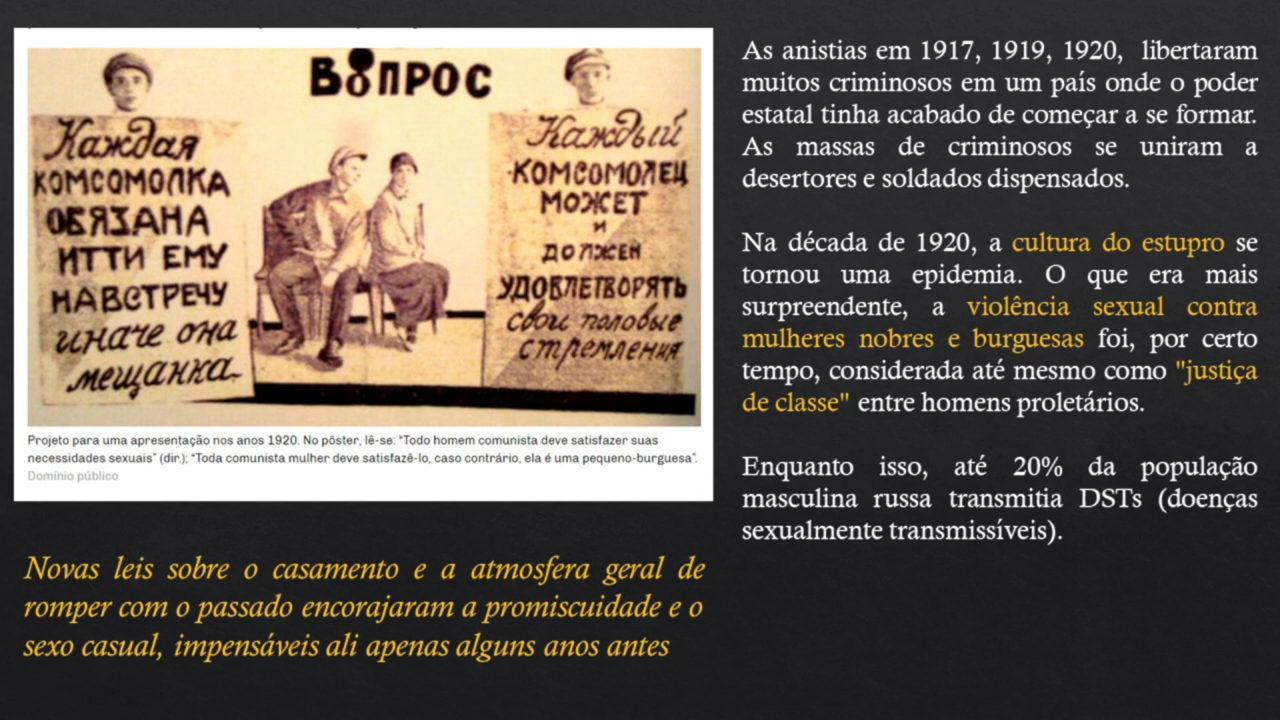 Вопрос
Каждая
КОМСОМОЛКА
ОБЯЗАНА
ИТТИ ЕМУ
НАВСТРЕЧУ
иначе она
мещанка-
Каждый
КОМСОМОЛЕЦ
МОЖЕТ
И
ДОЛЖЕН
УДОВЛЕТВОРЯТЬ
свои половые
стремления
Projeto para uma apresentação nos anos 1920. No pôster, lê-se: “Todo homem comunista deve satisfazer suas
necessidades sexuais” (dir.); “Toda comunista mulher deve satisfazê-lo, caso contrário, ela é uma pequeno-burguesa”.
Domínio público
Novas leis sobre o casamento e a atmosfera geral de
romper com o passado encorajaram a promiscuidade e o
sexo casual, impensáveis ali apenas alguns anos antes
As anistias em 1917, 1919, 1920, libertaram
muitos criminosos em um país onde o poder
estatal tinha acabado de começar a se formar.
As massas de criminosos se uniram a
desertores e soldados dispensados.
Na década de 1920, a cultura do estupro se
tornou uma epidemia. O que era mais
surpreendente, a violência sexual contra
mulheres nobres e burguesas foi, por certo
tempo, considerada até mesmo como "justiça
de classe" entre homens proletários.
Enquanto isso, até 20% da população
masculina russa transmitia DSTs (doenças
sexualmente transmissíveis).